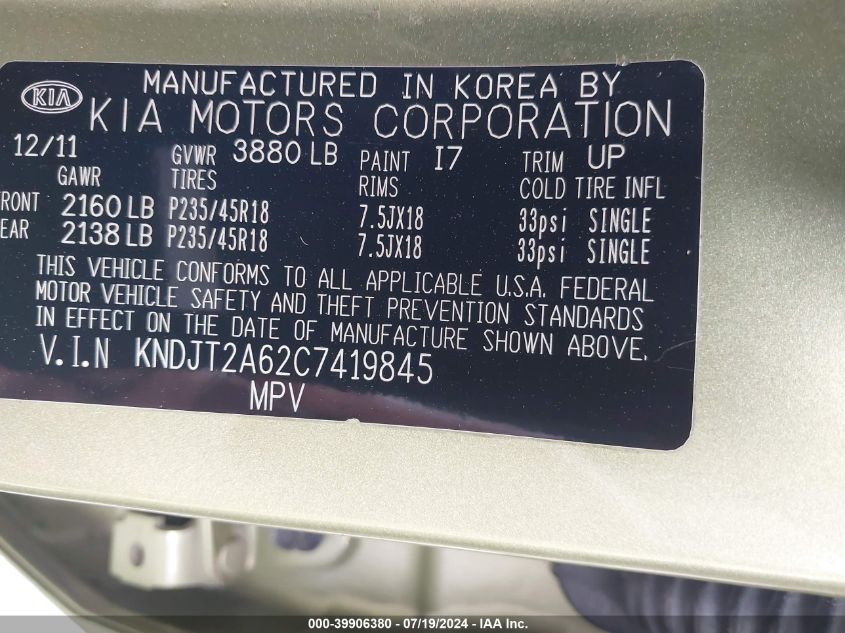 KIA MANUFACTURED IN KOREA BY
KIA MOTORS CORPORATION
12/11 GVWR 3880 LB PAINT I7 TRIM UP
GAWR TIRES RIMS COLD TIRE INFL
FRONT 2160 LB P235/45R18 7.5JX18 33psi SINGLE
EAR 2138 LB P235/45R18 7.5JX18 33psi SINGLE
THIS VEHICLE CONFORMS TO ALL APPLICABLE U.S.A. FEDERAL
MOTOR VEHICLE SAFETY AND THEFT PREVENTION STANDARDS
IN EFFECT ON THE DATE OF MANUFACTURE SHOWN ABOVE.
V.I.N KNDJT2A62C7419845
MPV
000-39906380 - 07/19/2024 - IAA Inc.